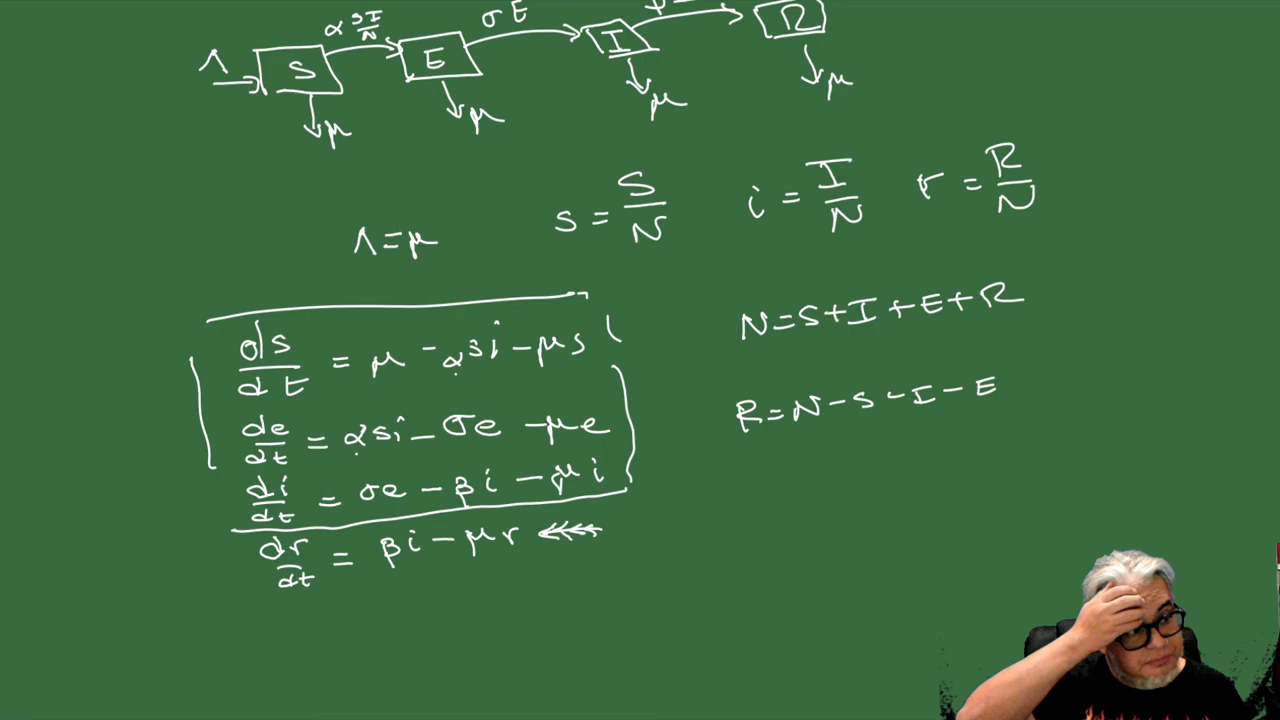 α SI/N σE
Λ S E I R
μ μ μ μ
Λ = μ s = S/N i = I/N r = R/N
N = S + I + E + R
ds/dt = μ - αsi - μs
R = N - S - I - E
de/dt = αsi - σe - μe
di/dt = σe - βi - μi
dr/dt = βi - μr